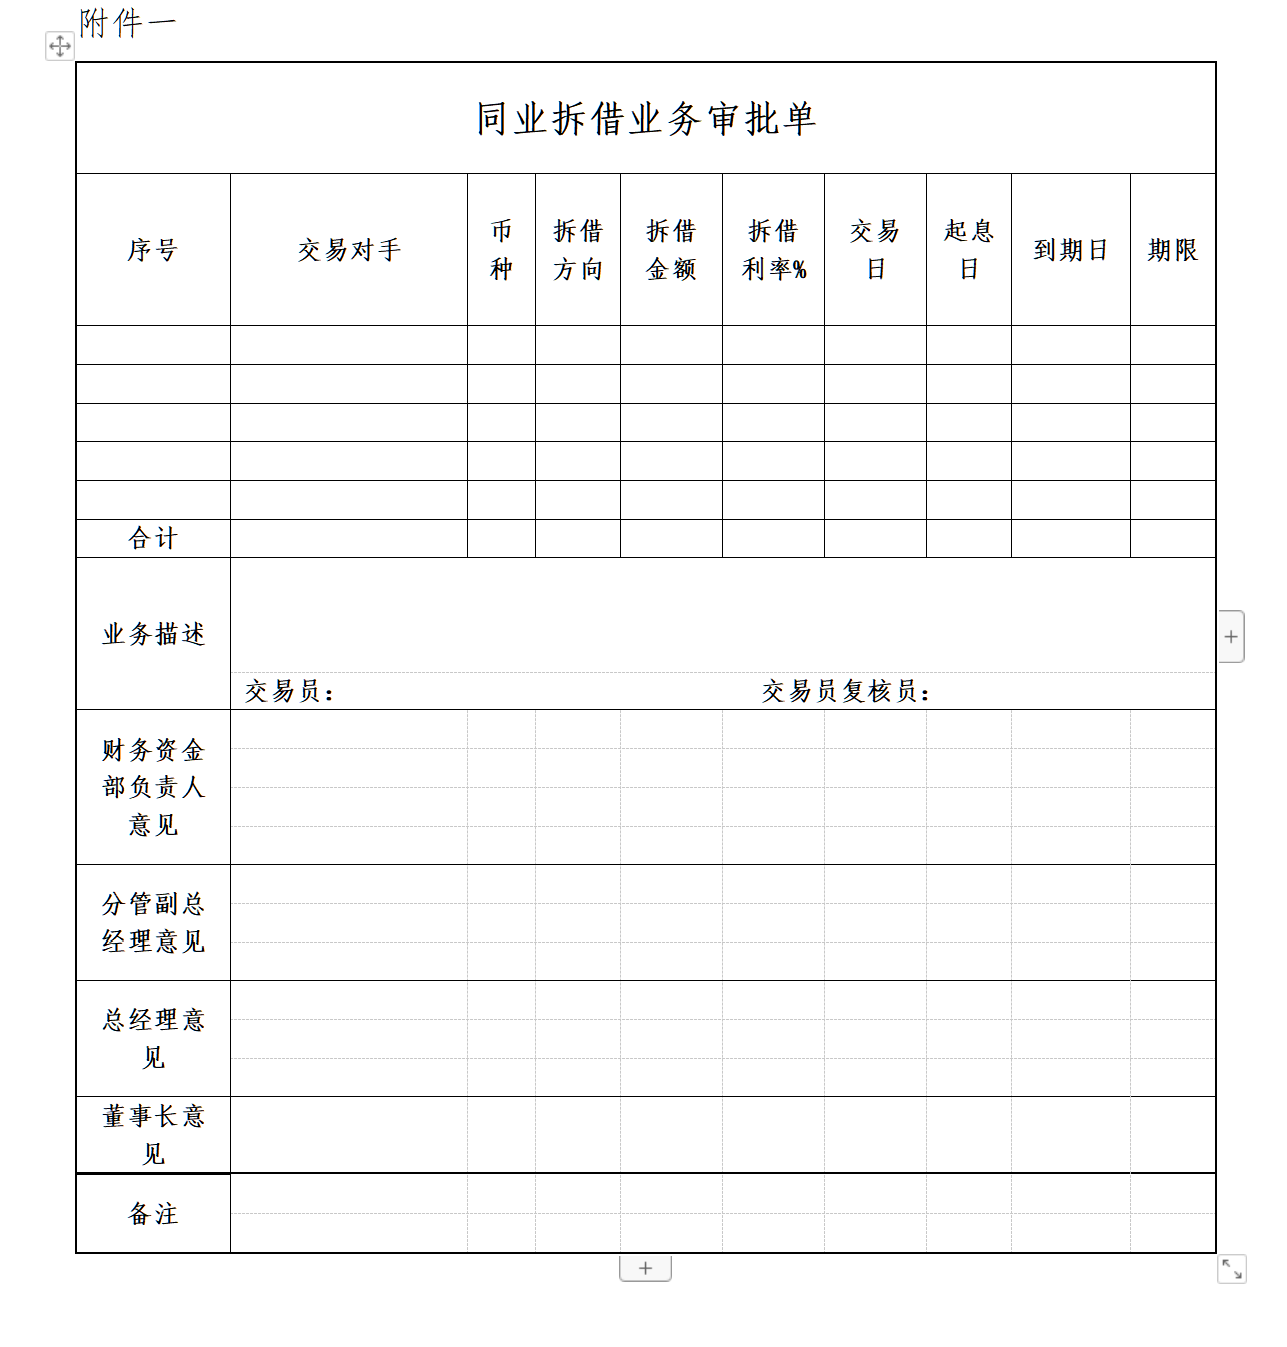 附件一
同业拆借业务审批单
序号 交易对手 币种 拆借方向 拆借金额 拆借利率% 交易日 起息日 到期日 期限
合计
业务描述
交易员： 交易员复核员：
财务资金
部负责人
意见
分管副总
经理意见
总经理意
见
董事长意
见
备注